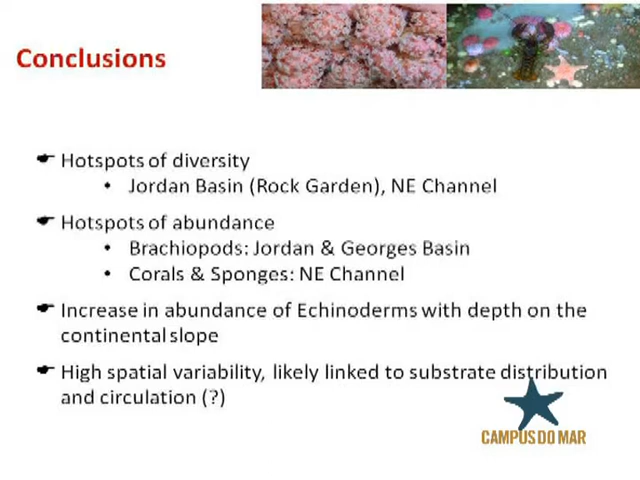 Conclusions
Hotspots of diversity
• Jordan Basin (Rock Garden), NE Channel
Hotspots of abundance
• Brachiopods: Jordan & Georges Basin
• Corals & Sponges: NE Channel
Increase in abundance of Echinoderms with depth on the
continental slope
High spatial variability, likely linked to substrate distribution
and circulation (?)
CAMPUS DO MAR